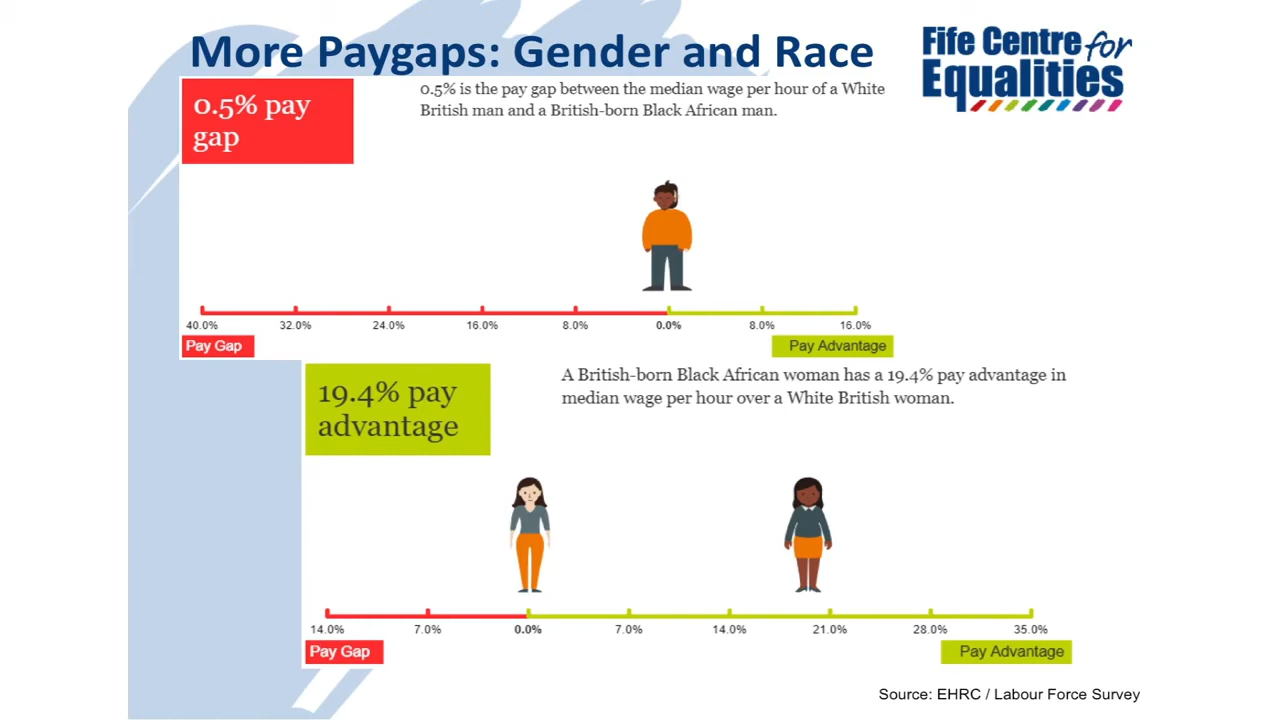 More Paygaps: Gender and Race
Fife Centre for
Equalities
0.5% pay
gap
0.5% is the pay gap between the median wage per hour of a White
British man and a British-born Black African man.
40.0% 32.0% 24.0% 16.0% 8.0% 0.0% 8.0% 16.0%
Pay Gap Pay Advantage
19.4% pay
advantage
A British-born Black African woman has a 19.4% pay advantage in
median wage per hour over a White British woman.
14.0% 7.0% 0.0% 7.0% 14.0% 21.0% 28.0% 35.0%
Pay Gap Pay Advantage
Source: EHRC / Labour Force Survey